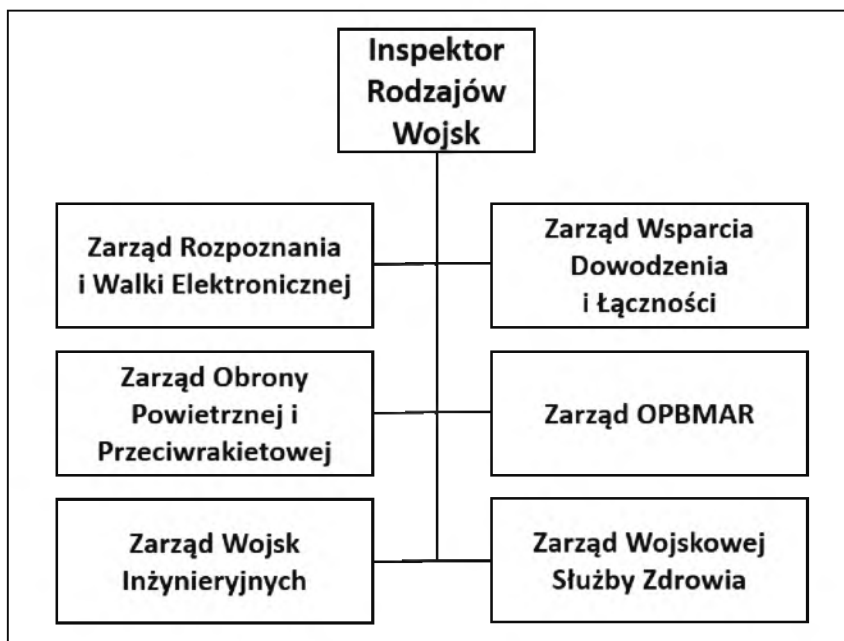 Inspektor
Rodzajów
Wojsk
Zarząd Rozpoznania
i Walki Elektronicznej
Zarząd Wsparcia
Dowodzenia
i Łączności
Zarząd Obrony
Powietrznej i
Przeciwrakietowej
Zarząd OPBMAR
Zarząd Wojsk
Inżynieryjnych
Zarząd Wojskowej
Służby Zdrowia